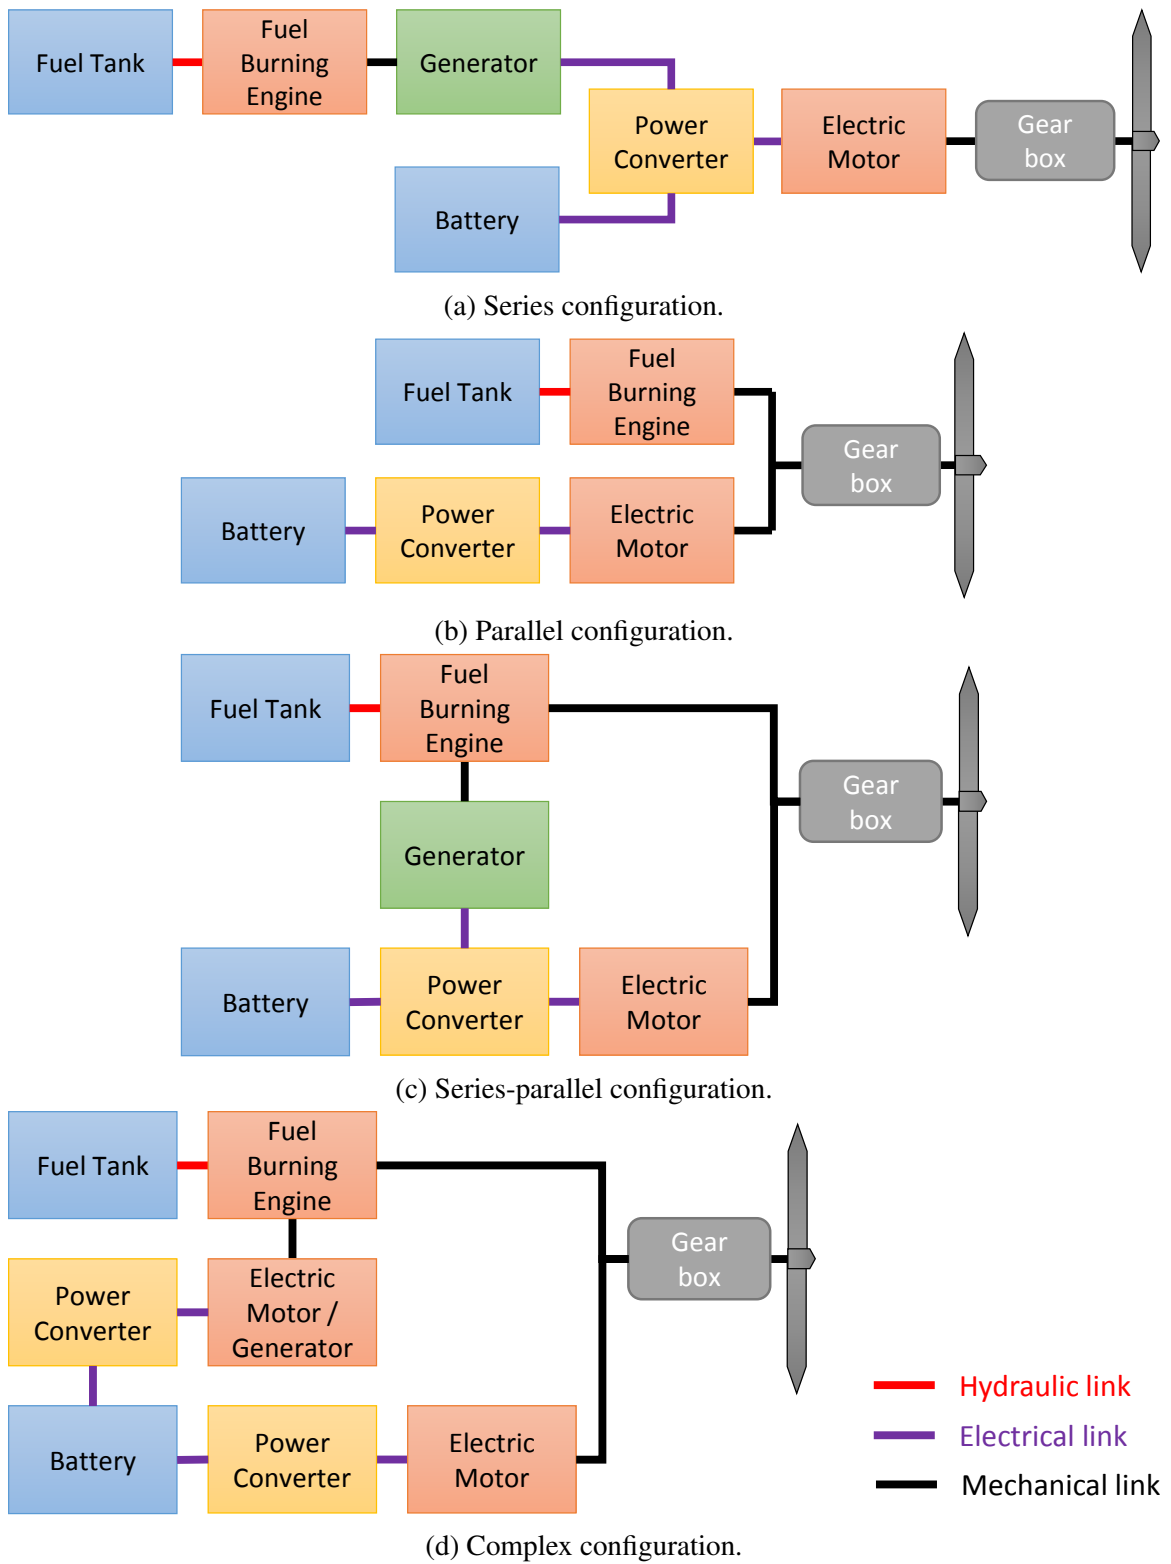 Fuel Tank
Fuel
Burning
Engine
Generator
Power
Converter
Electric
Motor
Gear
box
Battery
(a) Series configuration.
Fuel Tank
Fuel
Burning
Engine
Gear
box
Battery
Power
Converter
Electric
Motor
(b) Parallel configuration.
Fuel Tank
Fuel
Burning
Engine
Gear
box
Generator
Battery
Power
Converter
Electric
Motor
(c) Series-parallel configuration.
Fuel Tank
Fuel
Burning
Engine
Gear
box
Power
Converter
Electric
Motor /
Generator
Battery
Power
Converter
Electric
Motor
Hydraulic link
Electrical link
Mechanical link
(d) Complex configuration.